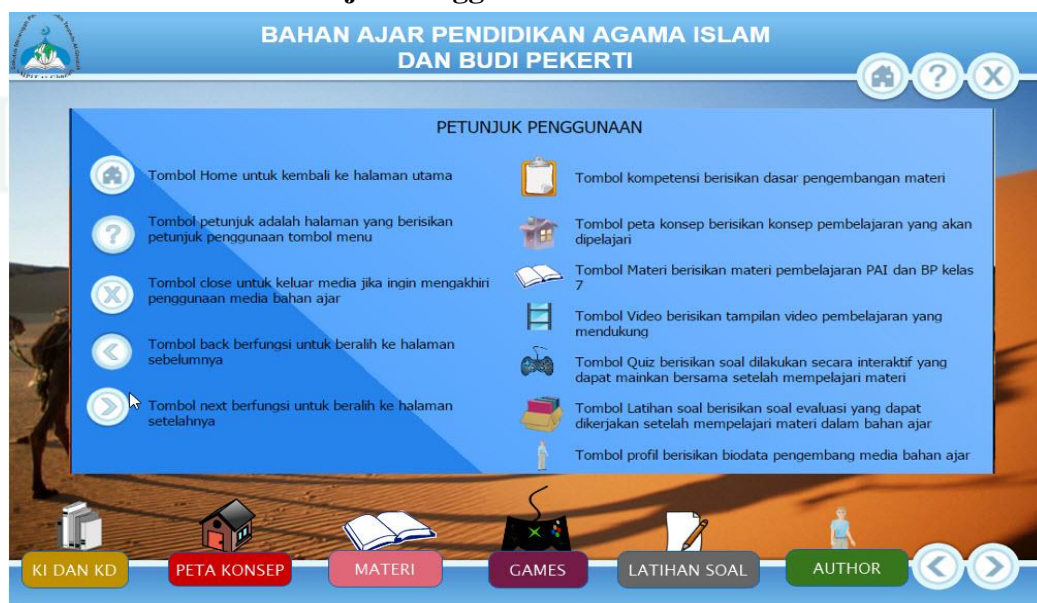 BAHAN AJAR PENDIDIKAN AGAMA ISLAM
DAN BUDI PEKERTI
PETUNJUK PENGGUNAAN
Tombol Home untuk kembali ke halaman utama
Tombol petunjuk adalah halaman yang berisikan
petunjuk penggunaan tombol menu
Tombol close untuk keluar media jika ingin mengakhiri
penggunaan media bahan ajar
Tombol back berfungsi untuk beralih ke halaman
sebelumnya
Tombol next berfungsi untuk beralih ke halaman
setelahnya
Tombol kompetensi berisikan dasar pengembangan materi
Tombol peta konsep berisikan konsep pembelajaran yang akan
dipelajari
Tombol Materi berisikan materi pembelajaran PAI dan BP kelas
7
Tombol Video berisikan tampilan video pembelajaran yang
mendukung
Tombol Quiz berisikan soal dilakukan secara interaktif yang
dapat mainkan bersama setelah mempelajari materi
Tombol Latihan soal berisikan soal evaluasi yang dapat
dikerjakan setelah mempelajari materi dalam bahan ajar
Tombol profil berisikan biodata pengembang media bahan ajar
KI DAN KD
PETA KONSEP
MATERI
GAMES
LATIHAN SOAL
AUTHOR